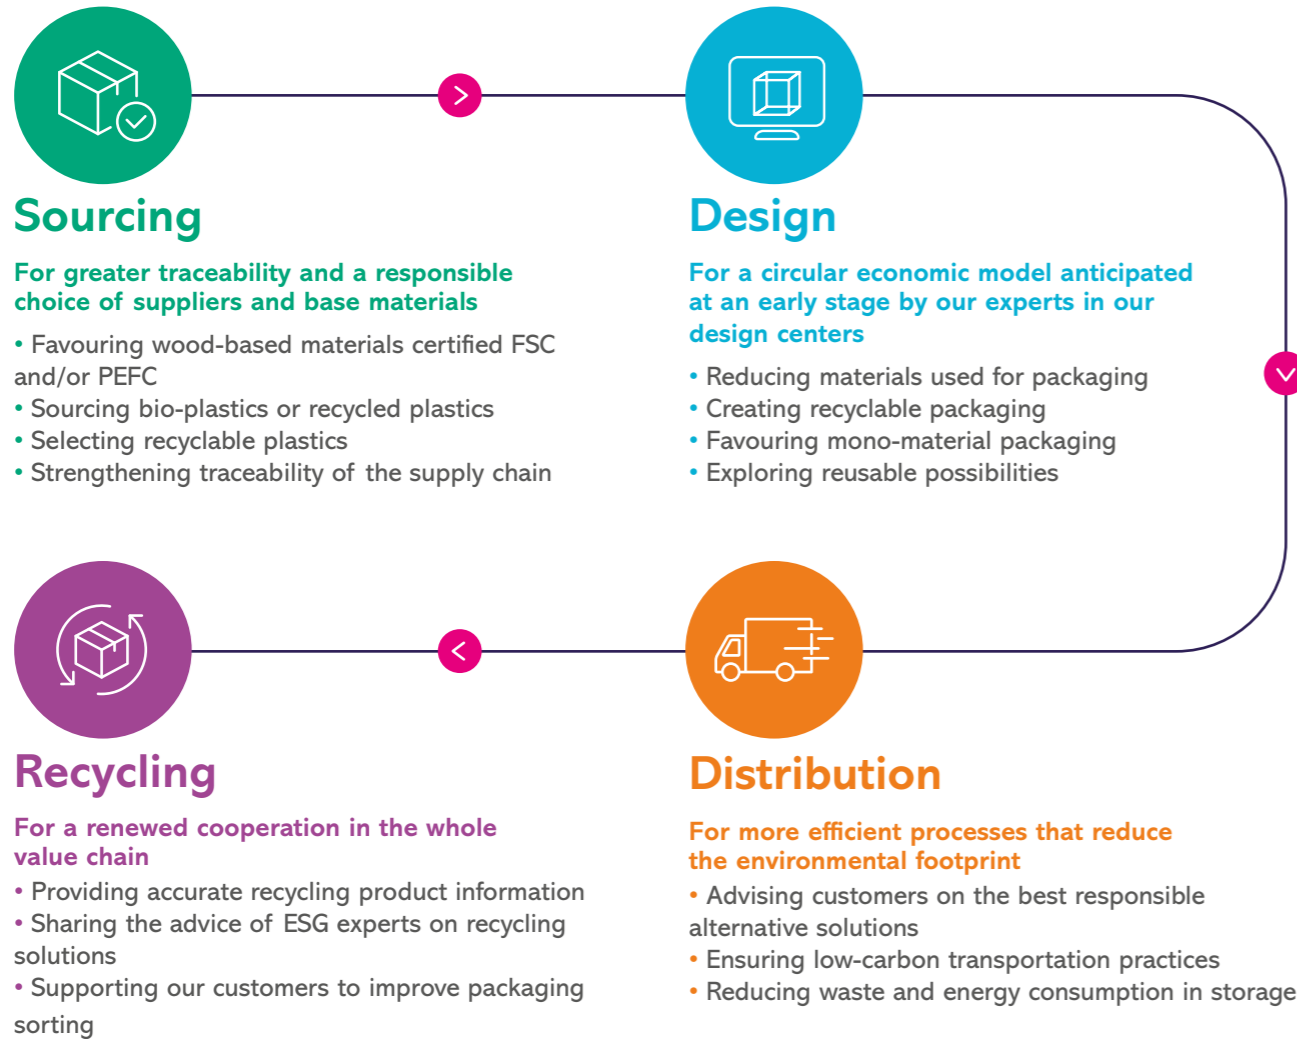 Sourcing
For greater traceability and a responsible
choice of suppliers and base materials
• Favouring wood-based materials certified FSC
and/or PEFC
• Sourcing bio-plastics or recycled plastics
• Selecting recyclable plastics
• Strengthening traceability of the supply chain
Design
For a circular economic model anticipated
at an early stage by our experts in our
design centers
• Reducing materials used for packaging
• Creating recyclable packaging
• Favouring mono-material packaging
• Exploring reusable possibilities
Recycling
For a renewed cooperation in the whole
value chain
• Providing accurate recycling product information
• Sharing the advice of ESG experts on recycling
solutions
• Supporting our customers to improve packaging
sorting
Distribution
For more efficient processes that reduce
the environmental footprint
• Advising customers on the best responsible
alternative solutions
• Ensuring low-carbon transportation practices
• Reducing waste and energy consumption in storage